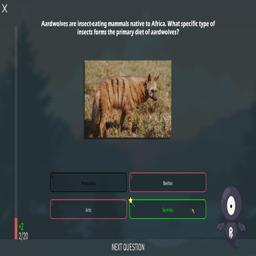 Aardwolves are insect-eating mammals native to Africa. What specific type of
insects forms the primary diet of aardwolves?
Beetles
Ants
Termites
+2
2/20
NEXT QUESTION